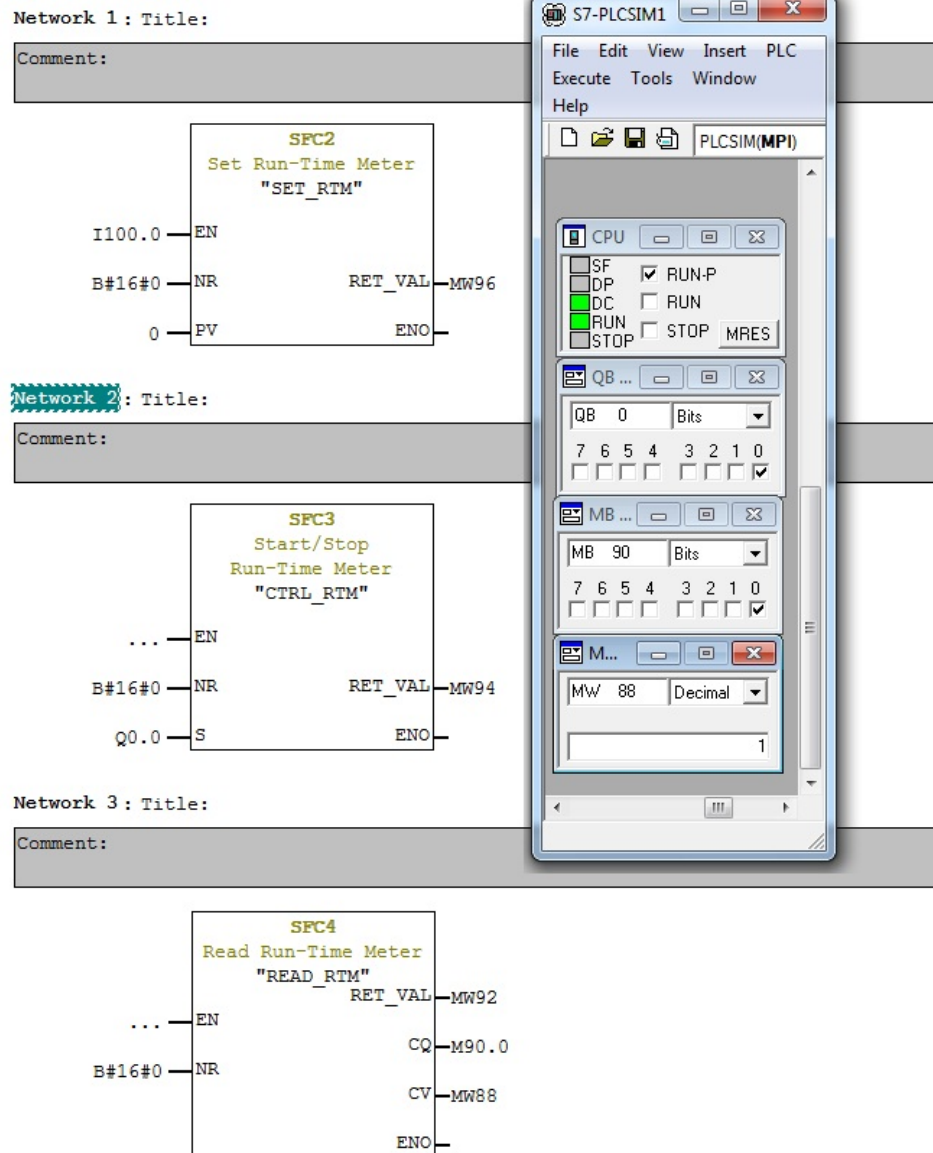 Network 1: Title:
Comment:
SFC2
Set Run-Time Meter
"SET_RTM"
I100.0 EN
B#16#0 NR RET_VAL MW96
0 PV ENO
Network 2: Title:
Comment:
SFC3
Start/Stop
Run-Time Meter
"CTRL_RTM"
... EN
B#16#0 NR RET_VAL MW94
Q0.0 S ENO
Network 3: Title:
Comment:
SFC4
Read Run-Time Meter
"READ_RTM"
RET_VAL MW92
... EN
CQ M90.0
B#16#0 NR
CV MW88
ENO
S7-PLCSIM1
File Edit View Insert PLC
Execute Tools Window
Help
PLCSIM(MPI)
CPU
SF
DP RUN-P
DC RUN
RUN STOP MRES
STOP
QB ...
QB 0 Bits
7 6 5 4 3 2 1 0
MB ...
MB 90 Bits
7 6 5 4 3 2 1 0
M...
MW 88 Decimal
1